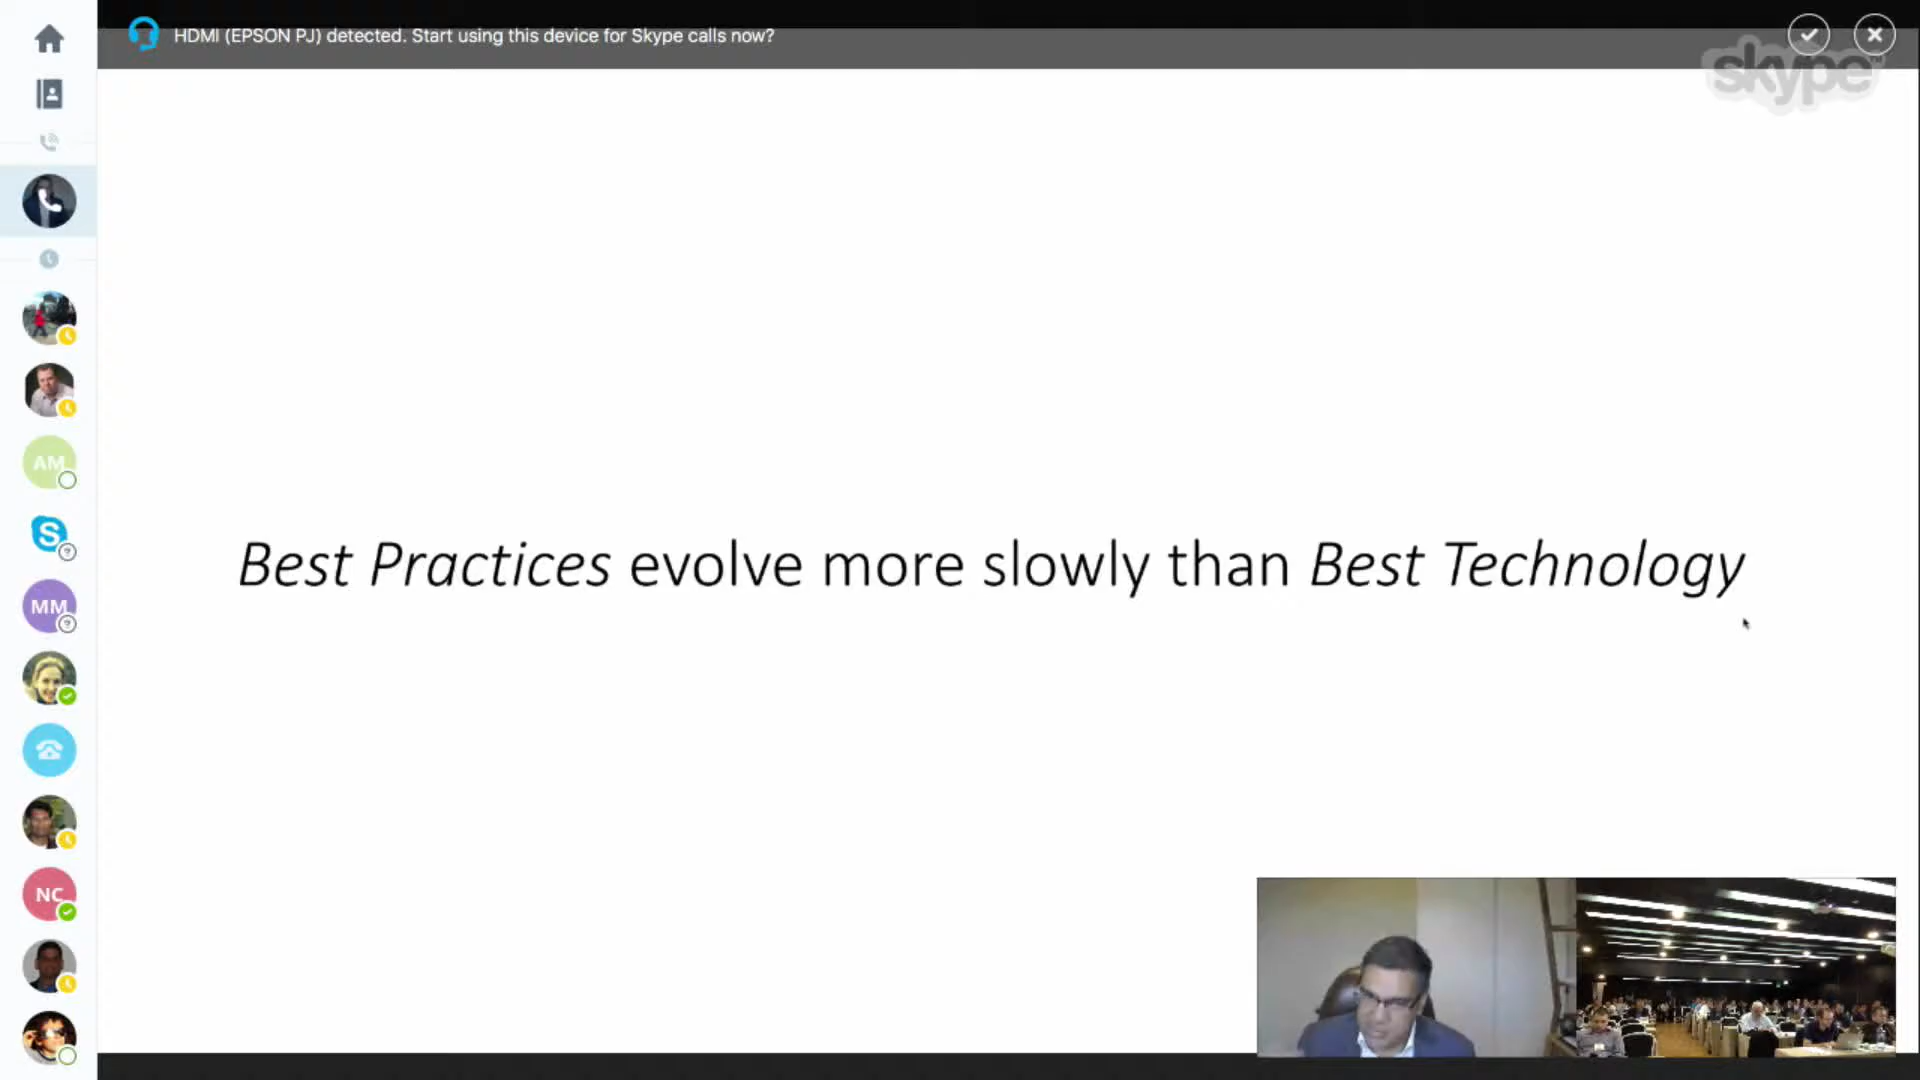 HDMI (EPSON PJ) detected. Start using this device for Skype calls now?
skype
AM
S
MM
Best Practices evolve more slowly than Best Technology
NC